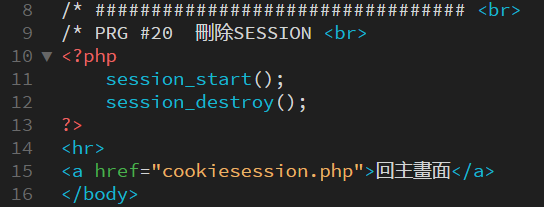 8 /* ################################# <br>
9 /* PRG #20  刪除SESSION <br>
10 ▼ <?php
11     session_start();
12     session_destroy();
13 ?>
14 <hr>
15 <a href="cookiesession.php">回主畫面</a>
16 </body>